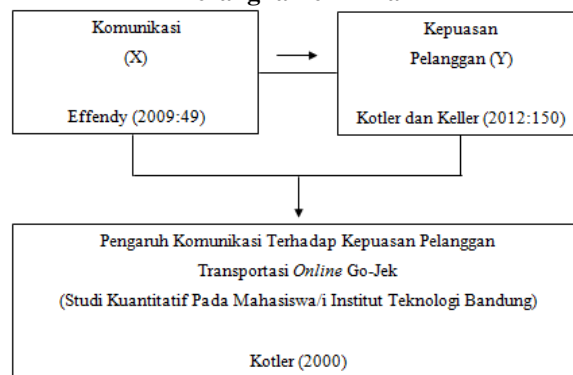 Komunikasi
(X)
Effendy (2009:49)
Kepuasan
Pelanggan (Y)
Kotler dan Keller (2012:150)
Pengaruh Komunikasi Terhadap Kepuasan Pelanggan
Transportasi Online Go-Jek
(Studi Kuantitatif Pada Mahasiswa/i Institut Teknologi Bandung)
Kotler (2000)